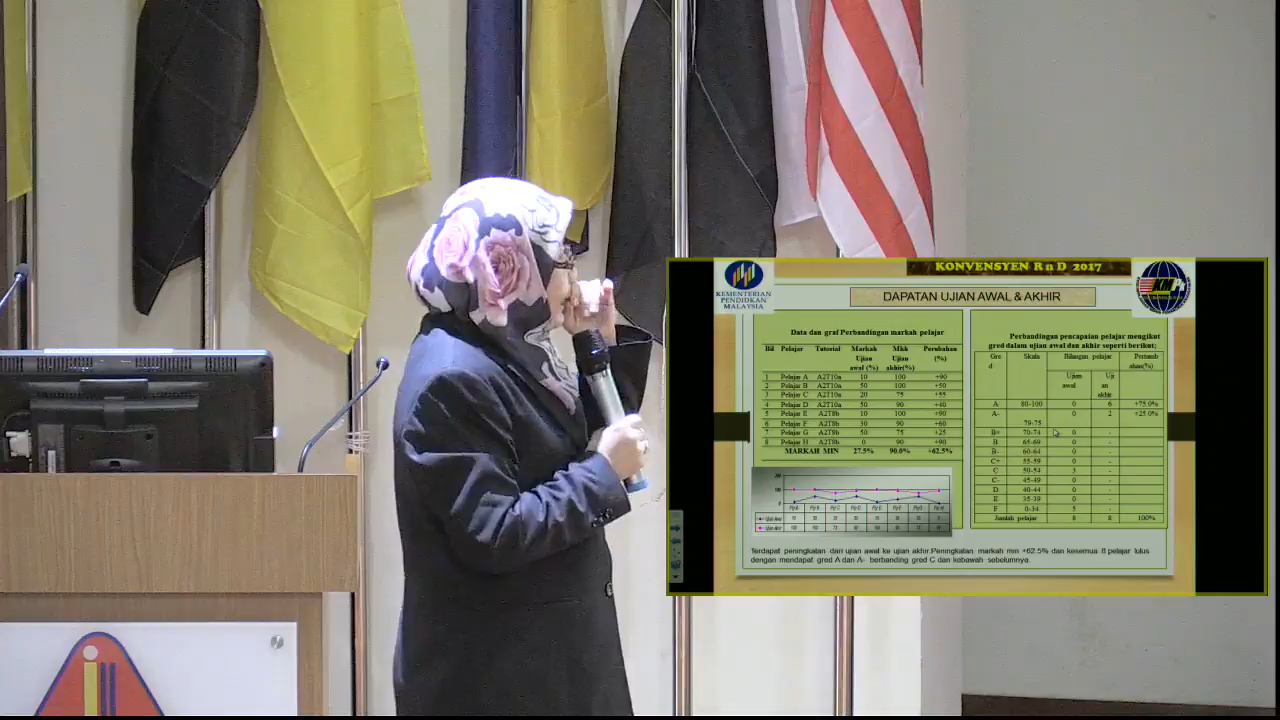 KONVENSYEN R n D 2017
KEMENTERIAN
PENDIDIKAN
MALAYSIA
DAPATAN UJIAN AWAL & AKHIR
Data dan graf Perbandingan markah pelajar
Bil Pelajar Tutorial Markah Ujian awal (%) Mkk Ujian akhir(%) Perubahan (%)
1 Pelajar A A2T10a 10 100 +90
2 Pelajar B A2T10a 50 100 +50
3 Pelajar C A2T10a 20 75 +55
4 Pelajar D A2T10a 50 90 +40
5 Pelajar E A2T8b 10 100 +90
6 Pelajar F A2T8b 30 90 +60
7 Pelajar G A2T8b 50 75 +25
8 Pelajar H A2T8b 0 90 +90
MARKAH MIN 27.5% 90.0% +62.5%
Perbandingan pencapaian pelajar mengikut
gred dalam ujian awal dan akhir seperti berikut;
Gre d Skala Bilangan pelajar Pertamb ahan(%)
Ujian awal Uji an akhir
A 80-100 0 6 +75.0%
A- 79-75 0 2 +25.0%
B+ 70-74 0 -
B 65-69 0 -
B- 60-64 0 -
C+ 55-59 0 -
C 50-54 3 -
C- 45-49 0 -
D 40-44 0 -
E 35-39 0 -
F 0-34 5 -
Jumlah pelajar 8 8 100%
Terdapat peningkatan dari ujian awal ke ujian akhir.Peningkatan markah min +62.5% dan kesemua 8 pelajar lulus
dengan mendapat gred A dan A- berbanding gred C dan kebawah sebelumnya.